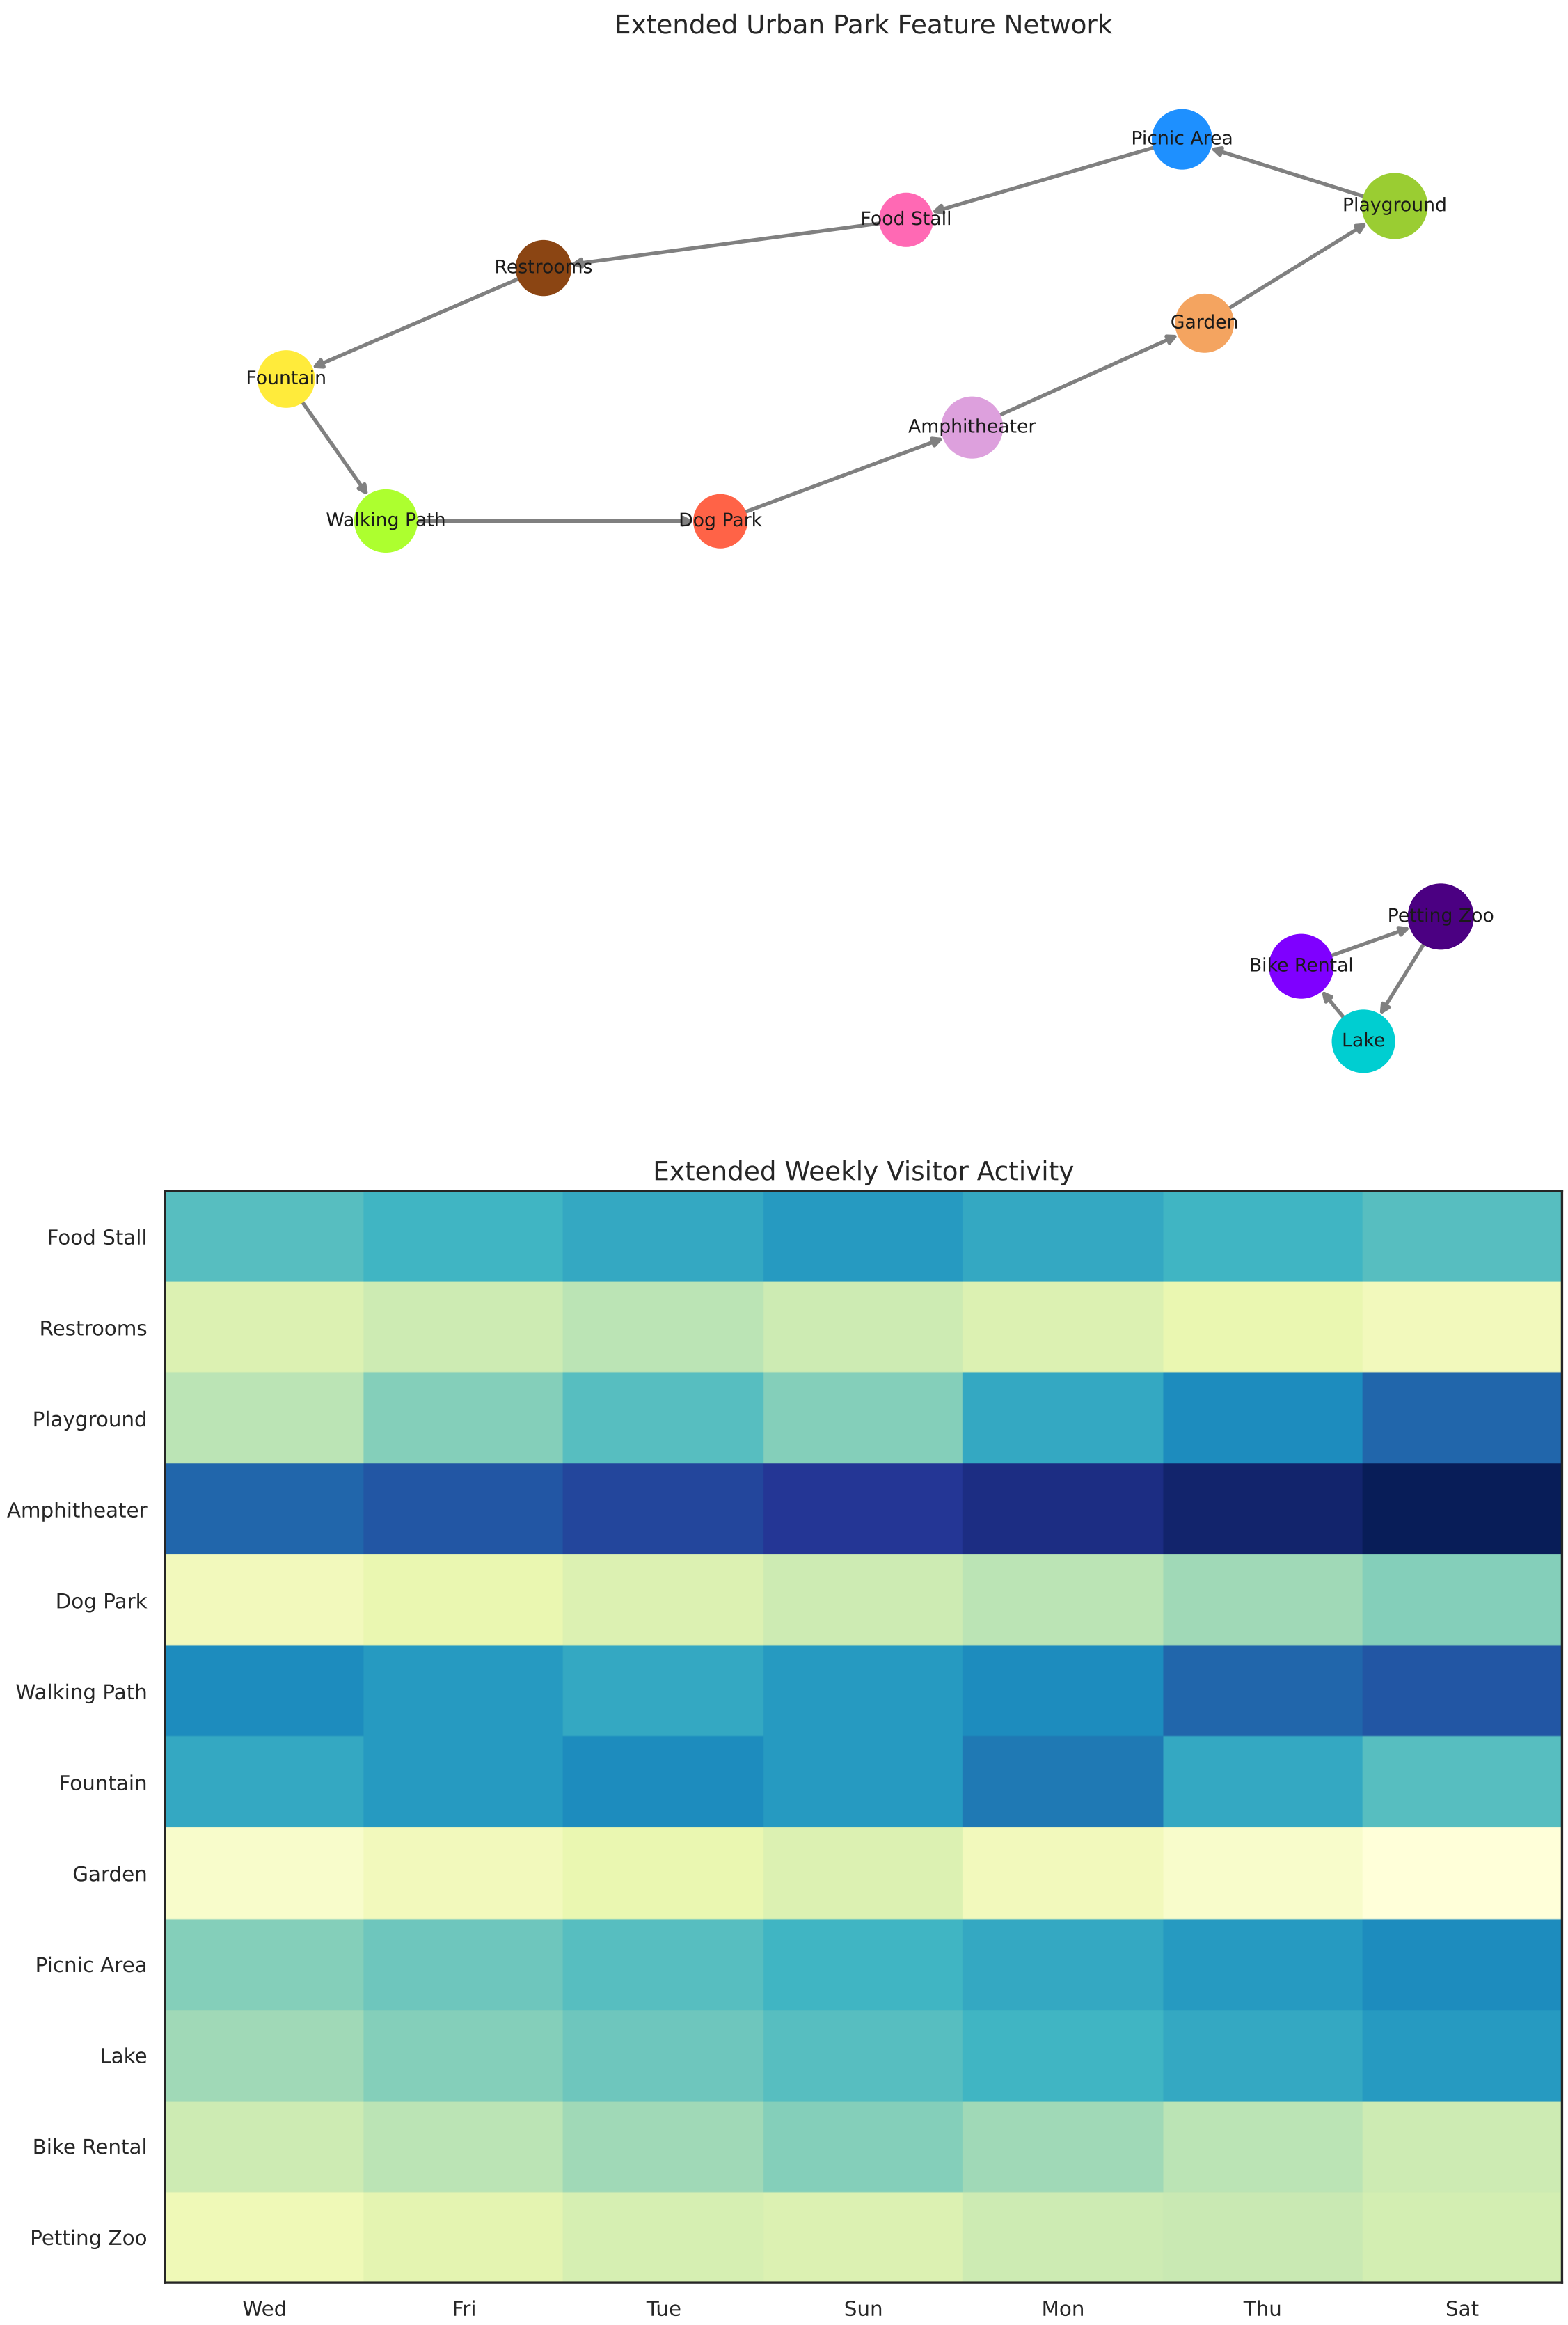 Extended Urban Park Feature Network
Picnic Area
Playground
Food Stall
Restrooms
Garden
Fountain
Amphitheater
Walking Path
Dog Park
Petting Zoo
Bike Rental
Lake
Extended Weekly Visitor Activity
Food Stall
Restrooms
Playground
Amphitheater
Dog Park
Walking Path
Fountain
Garden
Picnic Area
Lake
Bike Rental
Petting Zoo
Wed Fri Tue Sun Mon Thu Sat